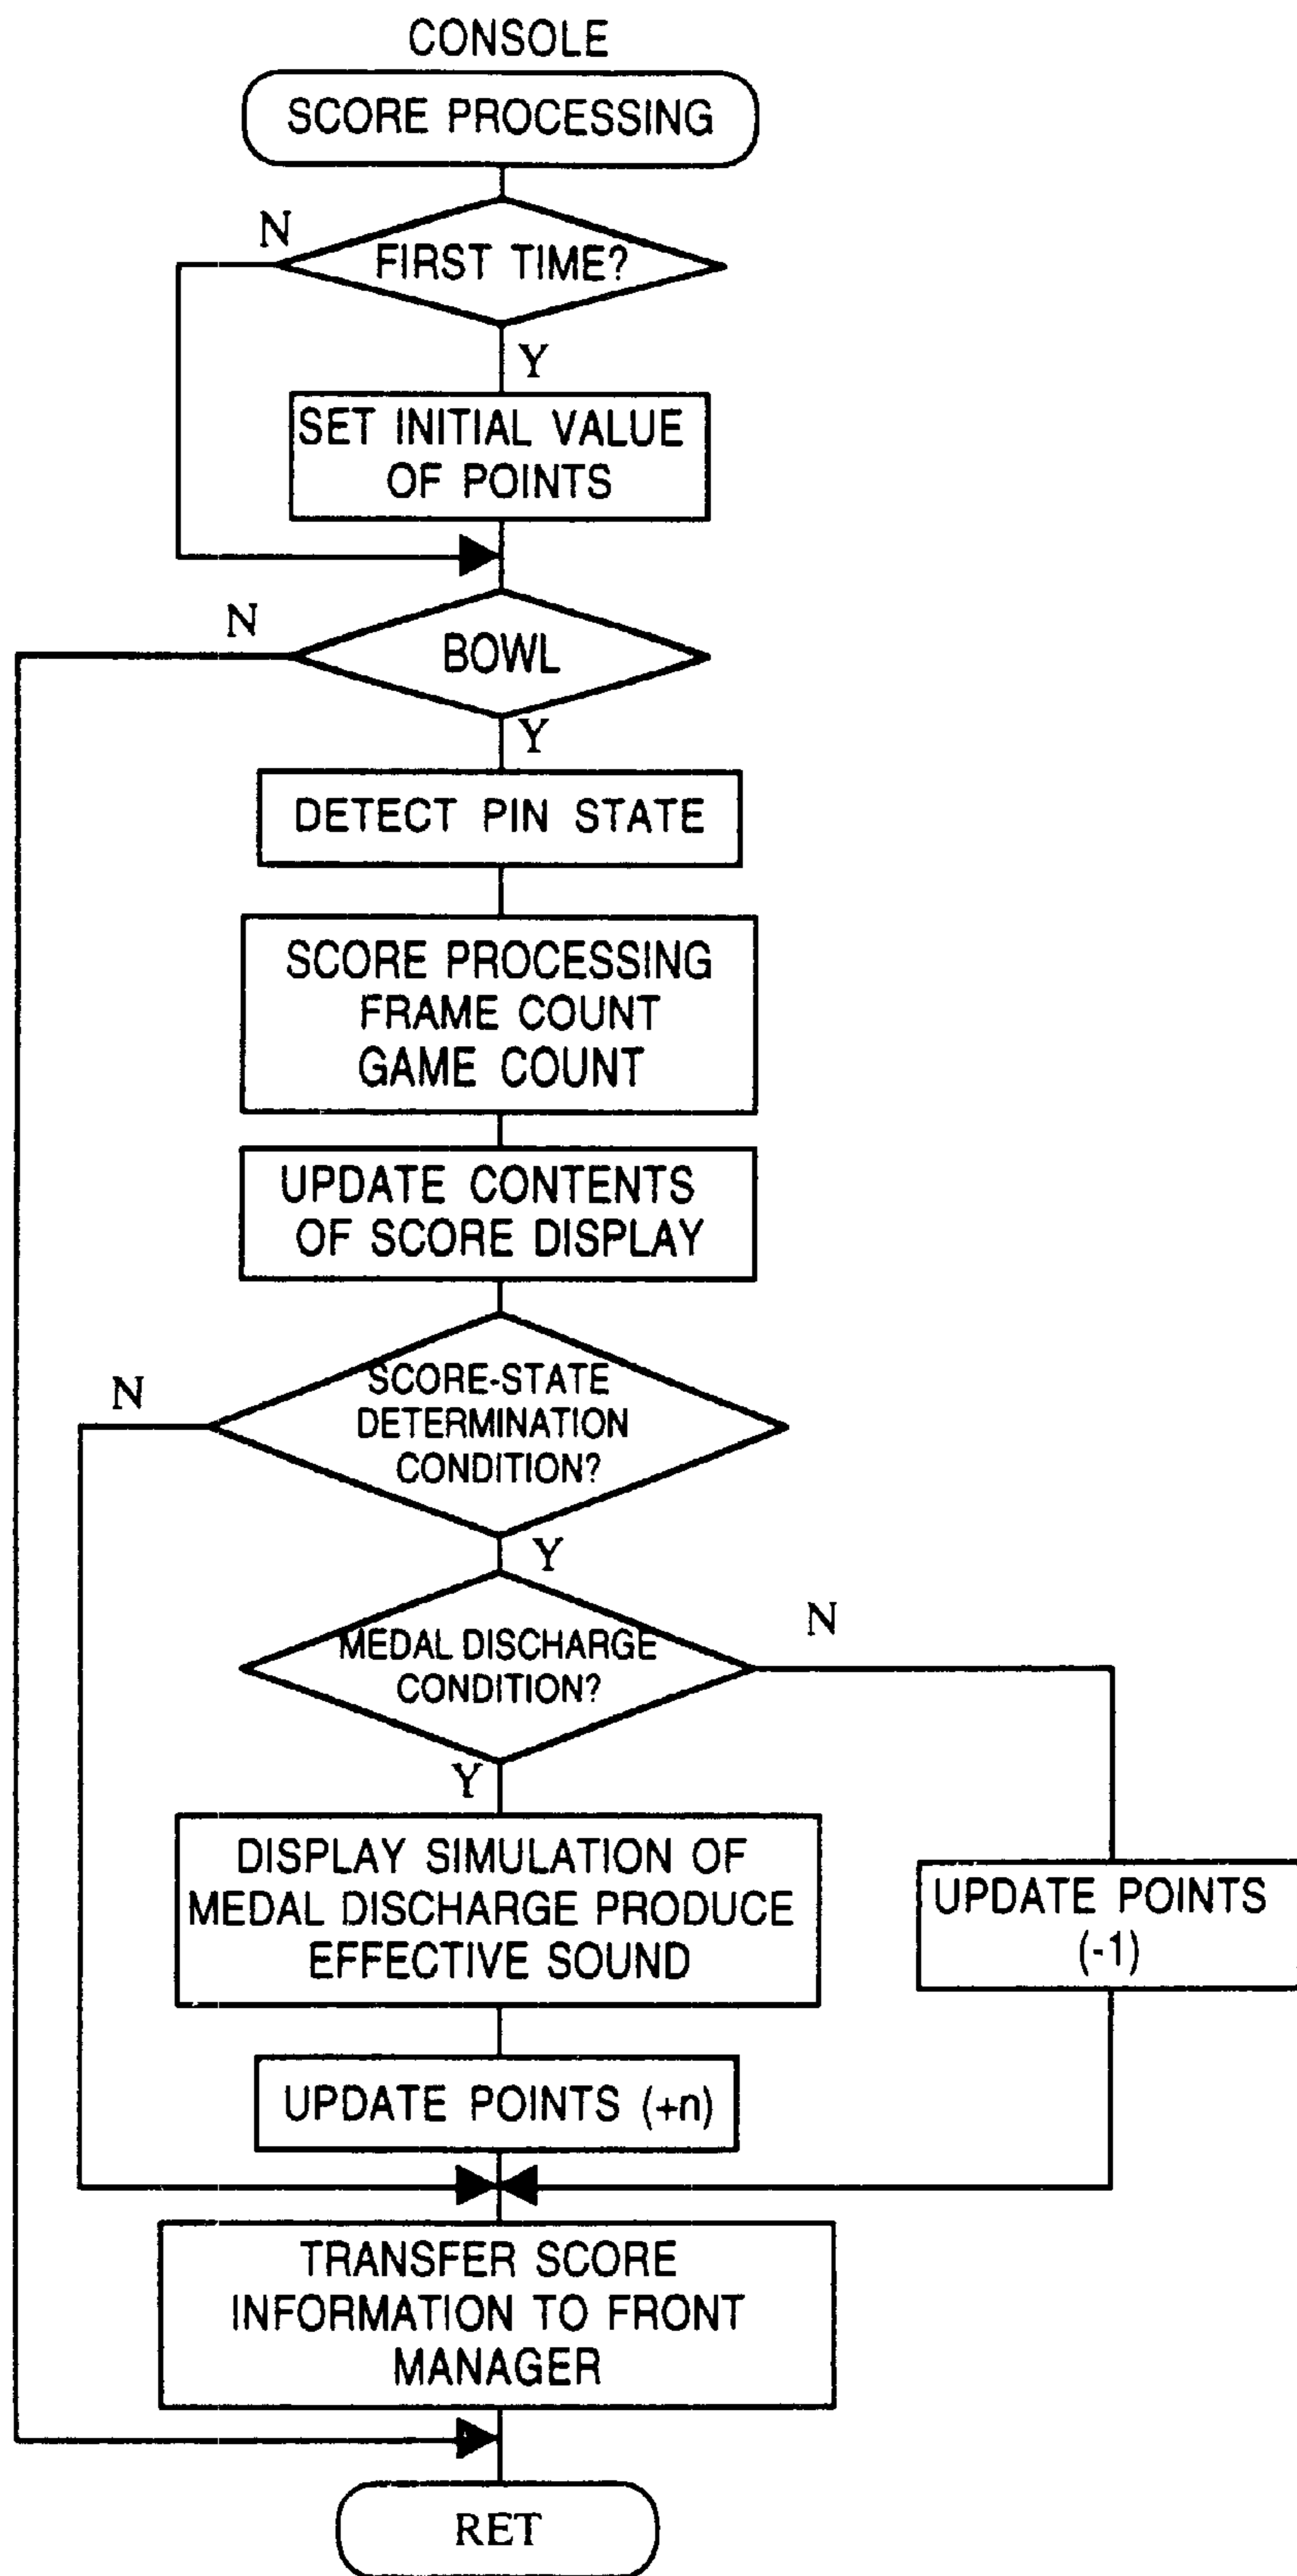 CONSOLE
SCORE PROCESSING
N
FIRST TIME?
Y
SET INITIAL VALUE
OF POINTS
N
BOWL
Y
DETECT PIN STATE
SCORE PROCESSING
FRAME COUNT
GAME COUNT
UPDATE CONTENTS
OF SCORE DISPLAY
N
SCORE-STATE
DETERMINATION
CONDITION?
Y
N
MEDAL DISCHARGE
CONDITION?
Y
DISPLAY SIMULATION OF
MEDAL DISCHARGE PRODUCE
EFFECTIVE SOUND
UPDATE POINTS
(-1)
UPDATE POINTS (+n)
TRANSFER SCORE
INFORMATION TO FRONT
MANAGER
RET